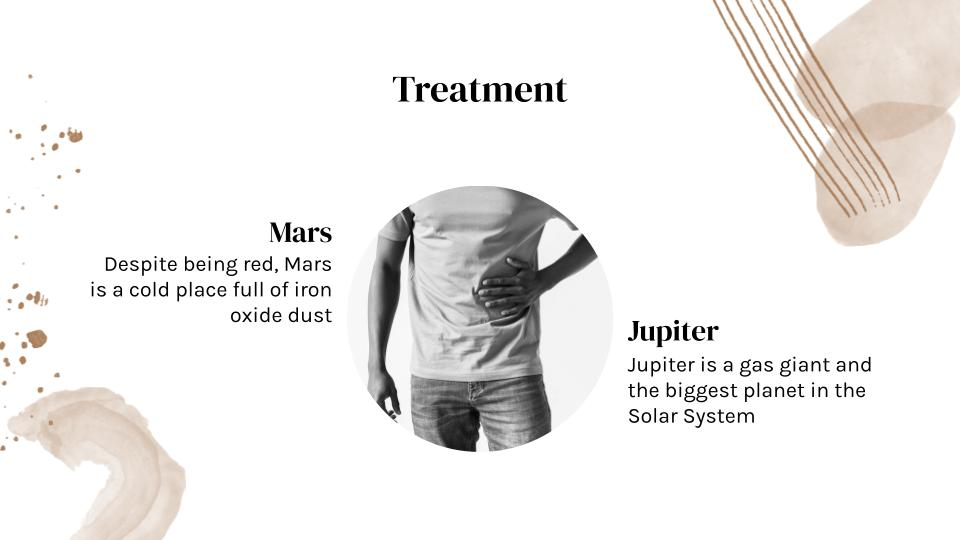 Treatment
Mars
Despite being red, Mars
is a cold place full of iron
oxide dust
Jupiter
Jupiter is a gas giant and
the biggest planet in the
Solar System